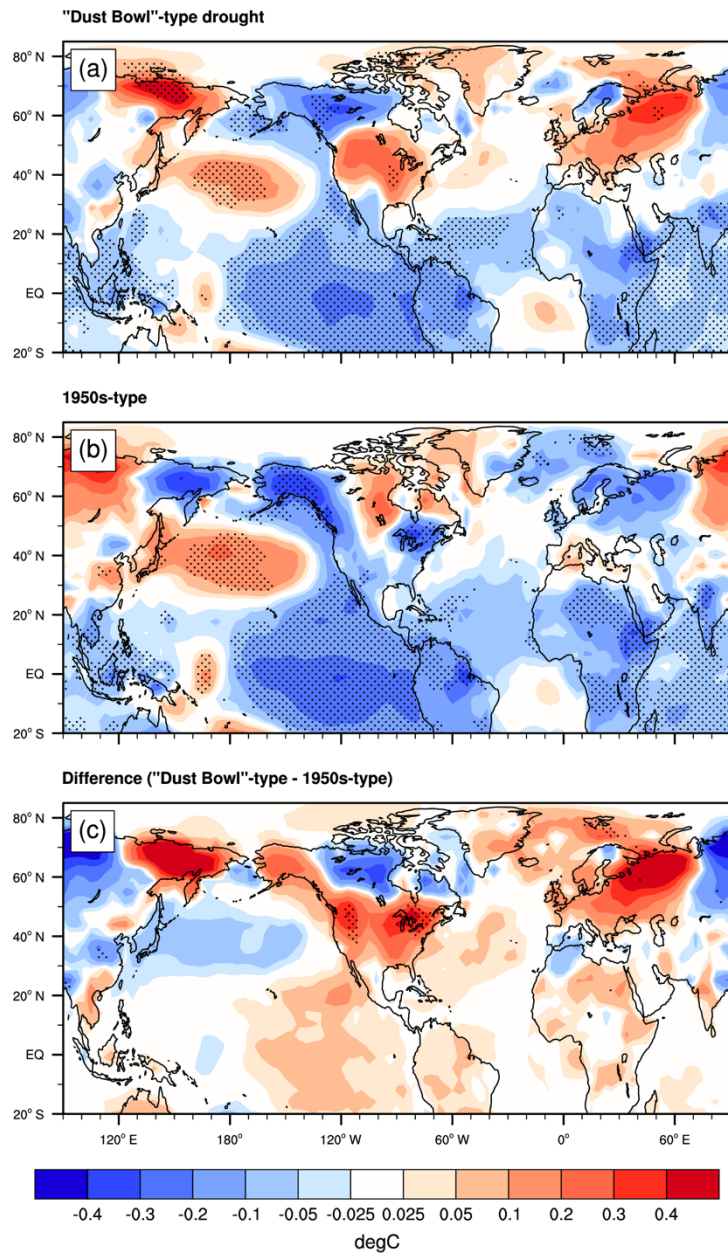 "Dust Bowl"-type drought
(a)
80° N
60° N
40° N
20° N
EQ
20° S
1950s-type
(b)
80° N
60° N
40° N
20° N
EQ
20° S
Difference ("Dust Bowl"-type - 1950s-type)
(c)
80° N
60° N
40° N
20° N
EQ
20° S
120° E 180° 120° W 60° W 0° 60° E
-0.4 -0.3 -0.2 -0.1 -0.05 -0.025 0.025 0.05 0.1 0.2 0.3 0.4
degC